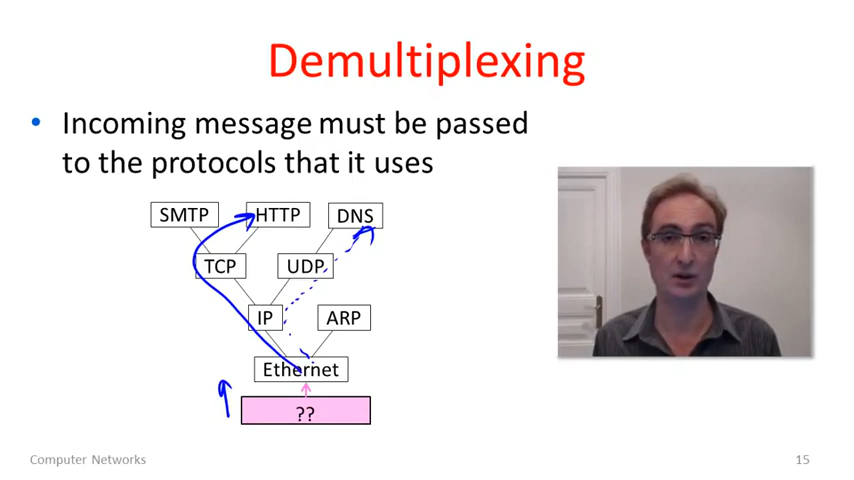 Demultiplexing
• Incoming message must be passed
to the protocols that it uses
SMTP HTTP DNS
TCP UDP
IP ARP
Ethernet
??
Computer Networks 15